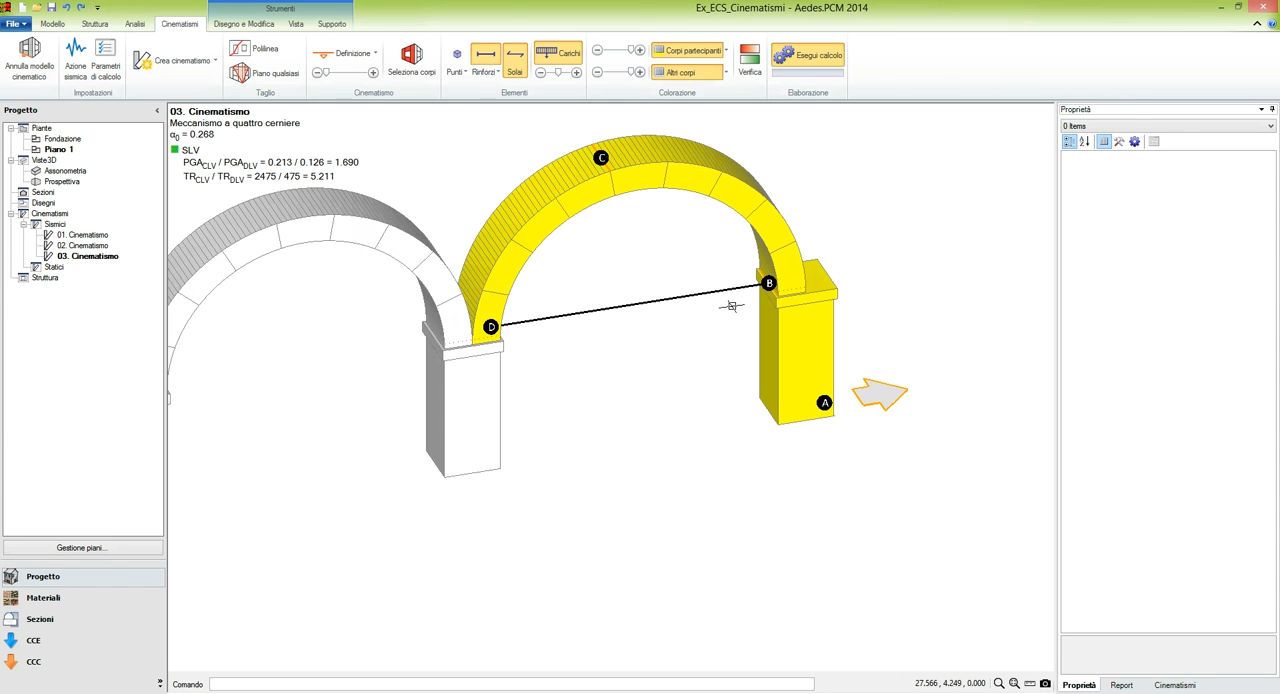 Strumenti
Ex_ECS_Cinematismi - Aedes.PCM 2014
File
Modello
Struttura
Analisi
Cinematismi
Disegno e Modifica
Vista
Supporto
Annulla modello cinematico
Azione sismica
Parametri di calcolo
Impostazioni
Crea cinematismo
Polilinea
Piano qualsiasi
Taglio
Definizione
Seleziona corpi
Cinematismo
Punti
Rinforzi
Solai
Carichi
Elementi
Corpi partecipanti
Altri corpi
Colorazione
Verifica
Esegui calcolo
Elaborazione
Progetto
Piante
Fondazione
Piano 1
Viste3D
Assonometria
Prospettiva
Sezioni
Disegni
Cinematismi
Sismici
01. Cinematismo
02. Cinematismo
03. Cinematismo
Statici
Struttura
Gestione piani...
Progetto
Materiali
Sezioni
CCE
CCC
03. Cinematismo
Meccanismo a quattro cerniere
α0 = 0.268
SLV
PGACLV / PGADLV = 0.213 / 0.126 = 1.690
TRCLV / TRDLV = 2475 / 475 = 5.211
C
B
D
A
Comando
27.566 , 4.249 , 0.000
Proprietà
0 Items
Proprietà
Report
Cinematismi